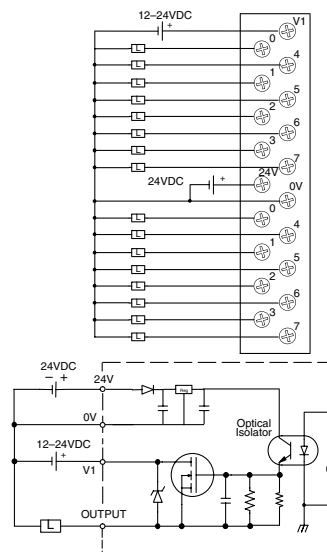 12–24VDC
V1
L
0
L
4
L
1
L
5
L
2
L
6
L
3
L
7
24VDC
24V
0V
L
0
L
4
L
1
L
5
L
2
L
6
L
3
L
7
24VDC
24V
Reg
0V
Optical
Isolator
12–24VDC
V1
OUTPUT
L